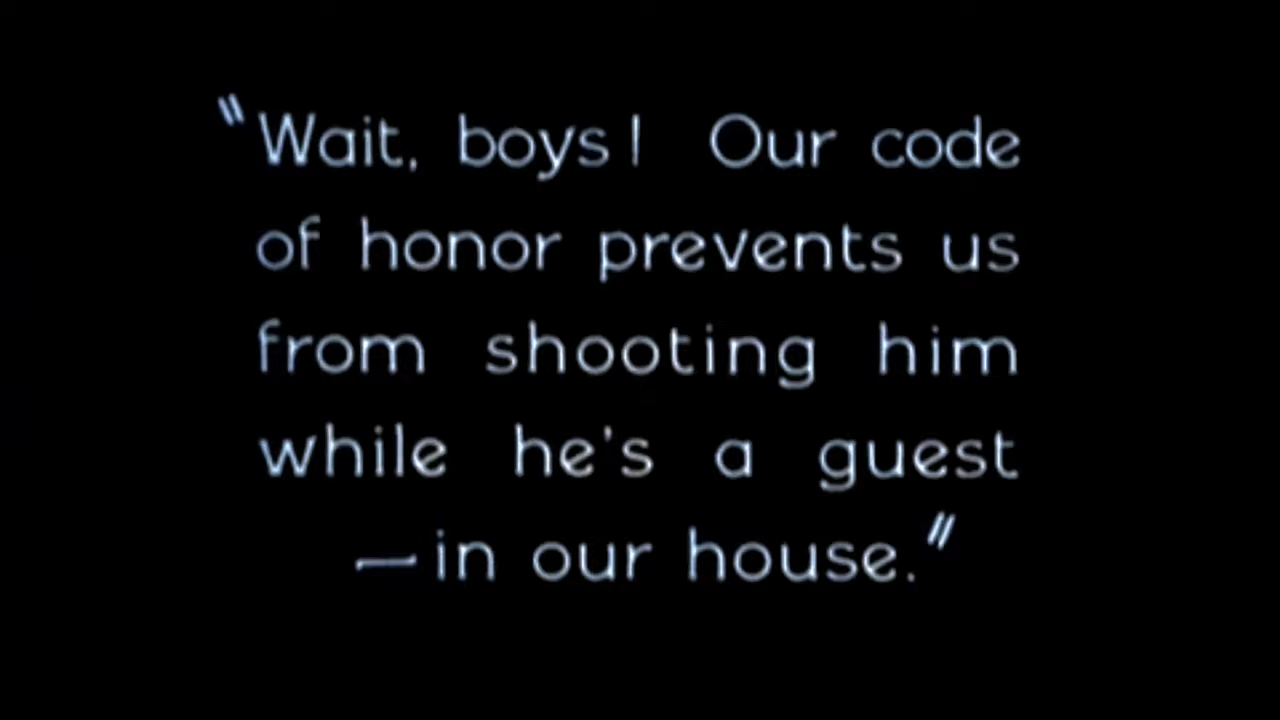 "Wait, boys! Our code
of honor prevents us
from shooting him
while he's a guest
—in our house."